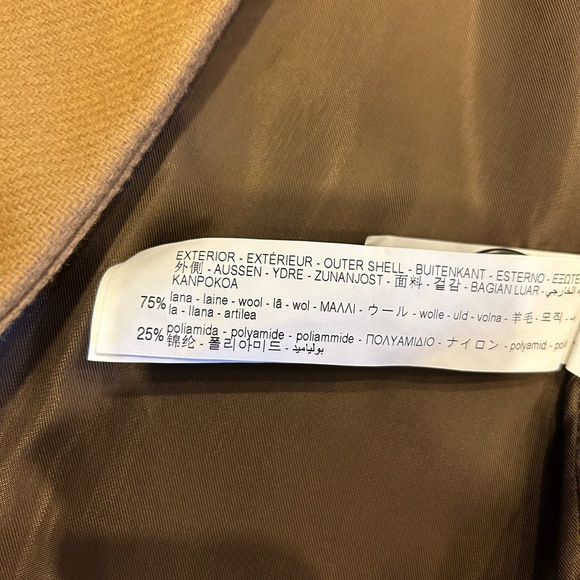 EXTERIOR - EXTÉRIEUR - OUTER SHELL - BUITENKANT - ESTERNO -
外側 - AUSSEN - YDRE - ZUNANJOST - 面料 - 겉감 - BAGIAN LUAR -
KANPOKOA
75% lana - laine - wool - lã - wol - ΜΑΛΛΙ - ウール - wolle - uld - volna - 羊毛 - 모직 -
la - llana - artilea
25% poliamida - polyamide - poliammide - ΠΟΛΥΑΜΙΔΙΟ - ナイロン - polyamid -
锦纶 - 폴리아미드 - بولياميد